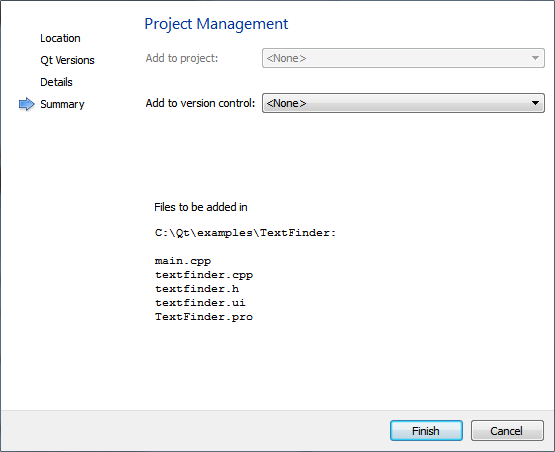 Project Management
Location
Qt Versions
Details
Summary
Add to project: <None>
Add to version control: <None>
Files to be added in
C:\Qt\examples\TextFinder:
main.cpp
textfinder.cpp
textfinder.h
textfinder.ui
TextFinder.pro
Finish Cancel